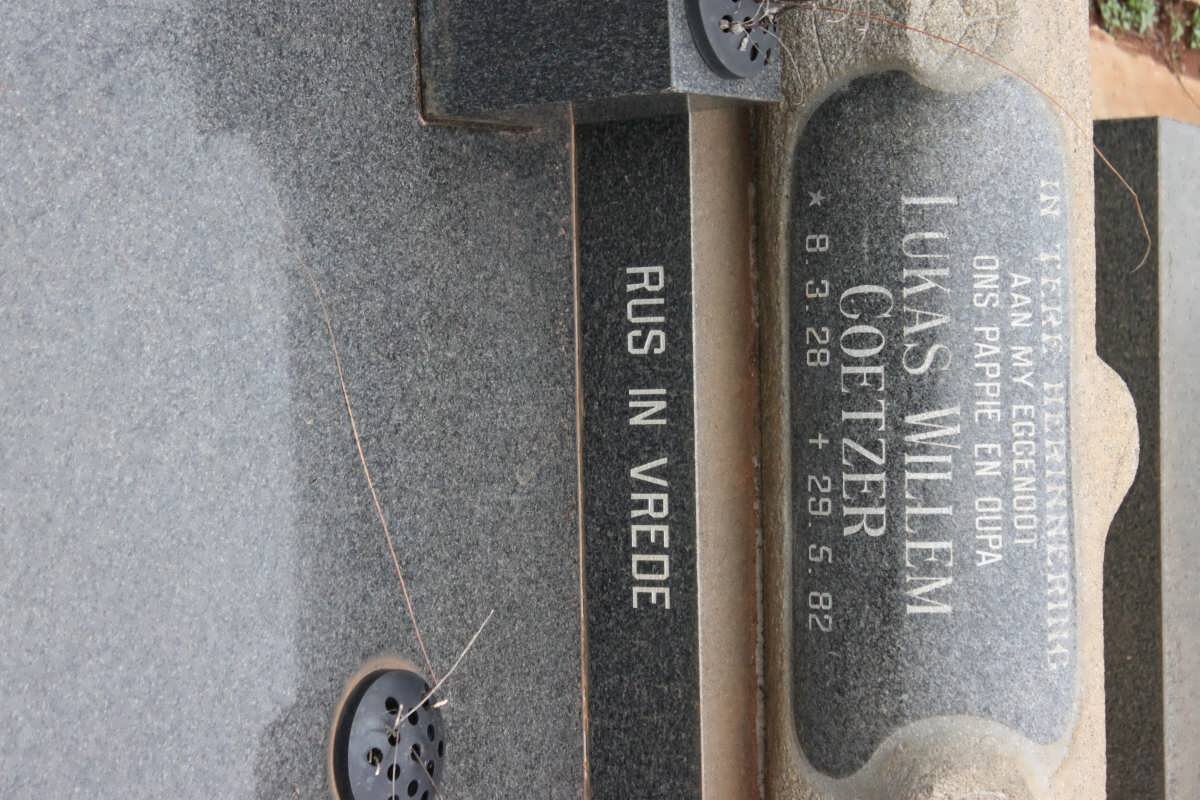 IN TERE HERINNERING
AAN MY EGGENOOT
ONS PAPPIE EN OUPA
LUKAS WILLEM
COETZER
★ 8.3.28 + 29.5.82
RUS IN VREDE